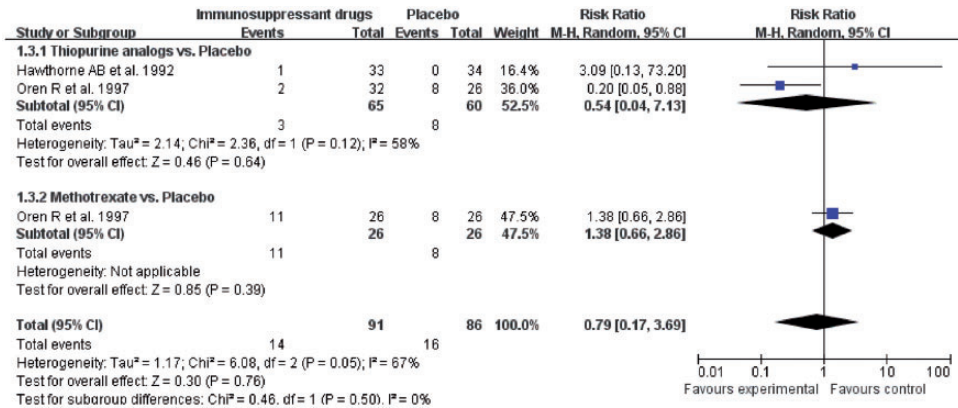 Immunosuppressant drugs Placebo Risk Ratio Risk Ratio
Study or Subgroup Events Total Events Total Weight M-H, Random, 95% CI M-H, Random, 95% CI
1.3.1 Thiopurine analogs vs. Placebo
Hawthorne AB et al. 1992 1 33 0 34 16.4% 3.09 [0.13, 73.20]
Oren R et al. 1997 2 32 8 26 36.0% 0.20 [0.05, 0.88]
Subtotal (95% CI) 65 60 52.5% 0.54 [0.04, 7.13]
Total events 3 8
Heterogeneity: Tau² = 2.14; Chi² = 2.36, df = 1 (P = 0.12); I² = 58%
Test for overall effect: Z = 0.46 (P = 0.64)
1.3.2 Methotrexate vs. Placebo
Oren R et al. 1997 11 26 8 26 47.5% 1.38 [0.66, 2.86]
Subtotal (95% CI) 26 26 47.5% 1.38 [0.66, 2.86]
Total events 11 8
Heterogeneity: Not applicable
Test for overall effect: Z = 0.85 (P = 0.39)
Total (95% CI) 91 86 100.0% 0.79 [0.17, 3.69]
Total events 14 16
Heterogeneity: Tau² = 1.17; Chi² = 6.08, df = 2 (P = 0.05); I² = 67%
Test for overall effect: Z = 0.30 (P = 0.76)
Test for subgroup differences: Chi² = 0.46, df = 1 (P = 0.50), I² = 0%
0.01 0.1 1 10 100
Favours experimental Favours control